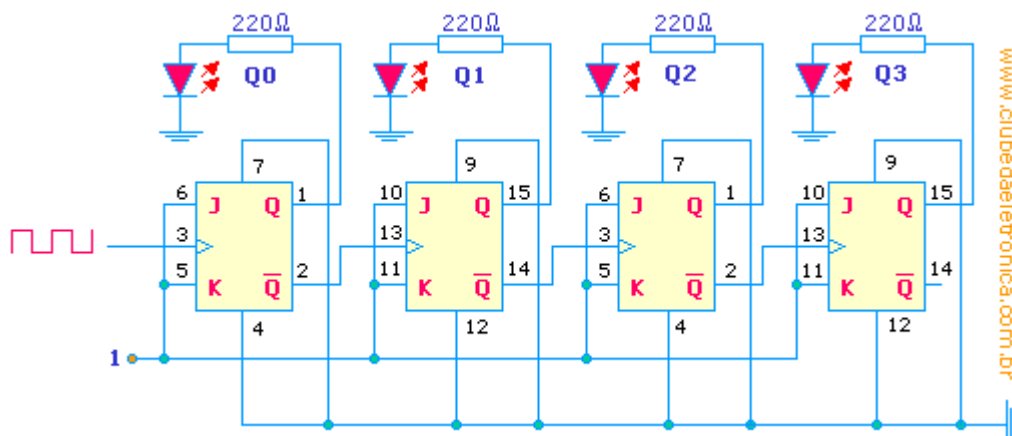 220Ω 220Ω 220Ω 220Ω
Q0 Q1 Q2 Q3
7 9 7 9
6 J Q 1 10 J Q 15 6 J Q 1 10 J Q 15
3 13 3 13
5 K Q̅ 2 11 K Q̅ 14 5 K Q̅ 2 11 K Q̅ 14
4 12 4 12
1
www.clubedaeletronica.com.br